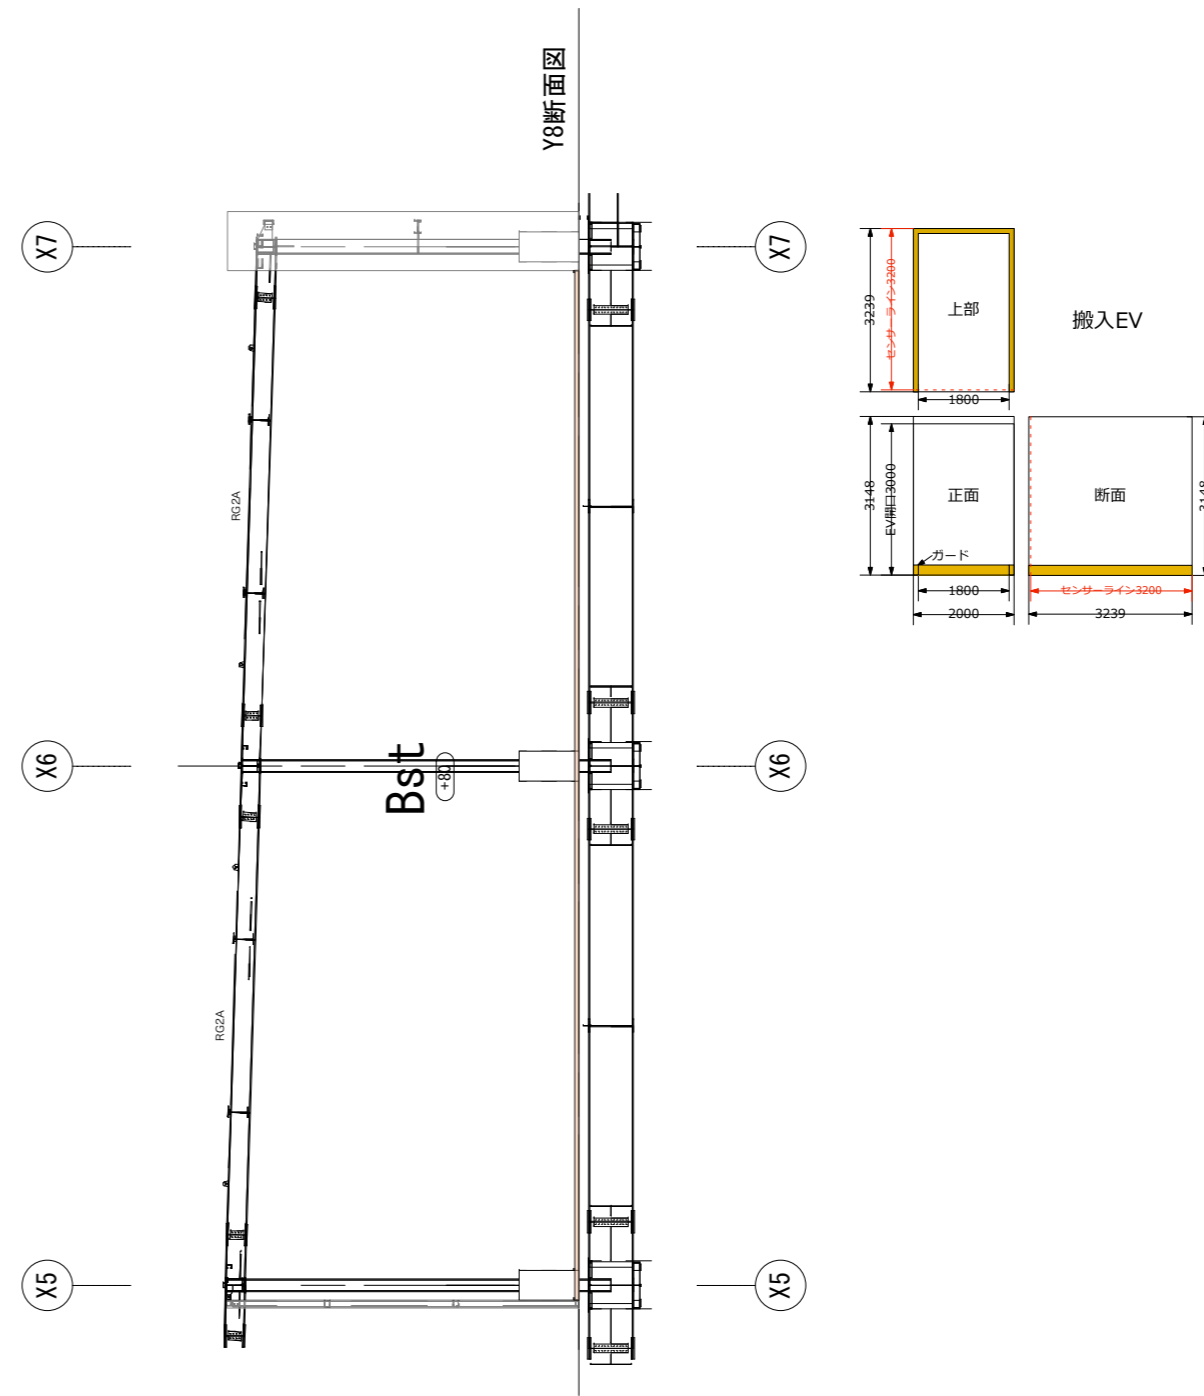 Y8断面図
X7
X7
3239
センサーライン3200
上部
搬入EV
1800
3148
EV開口3000
正面
断面
3148
ガード
1800
センサーライン3200
2000
3239
RG2A
X6
Bst
+80
X6
RG2A
X5
X5